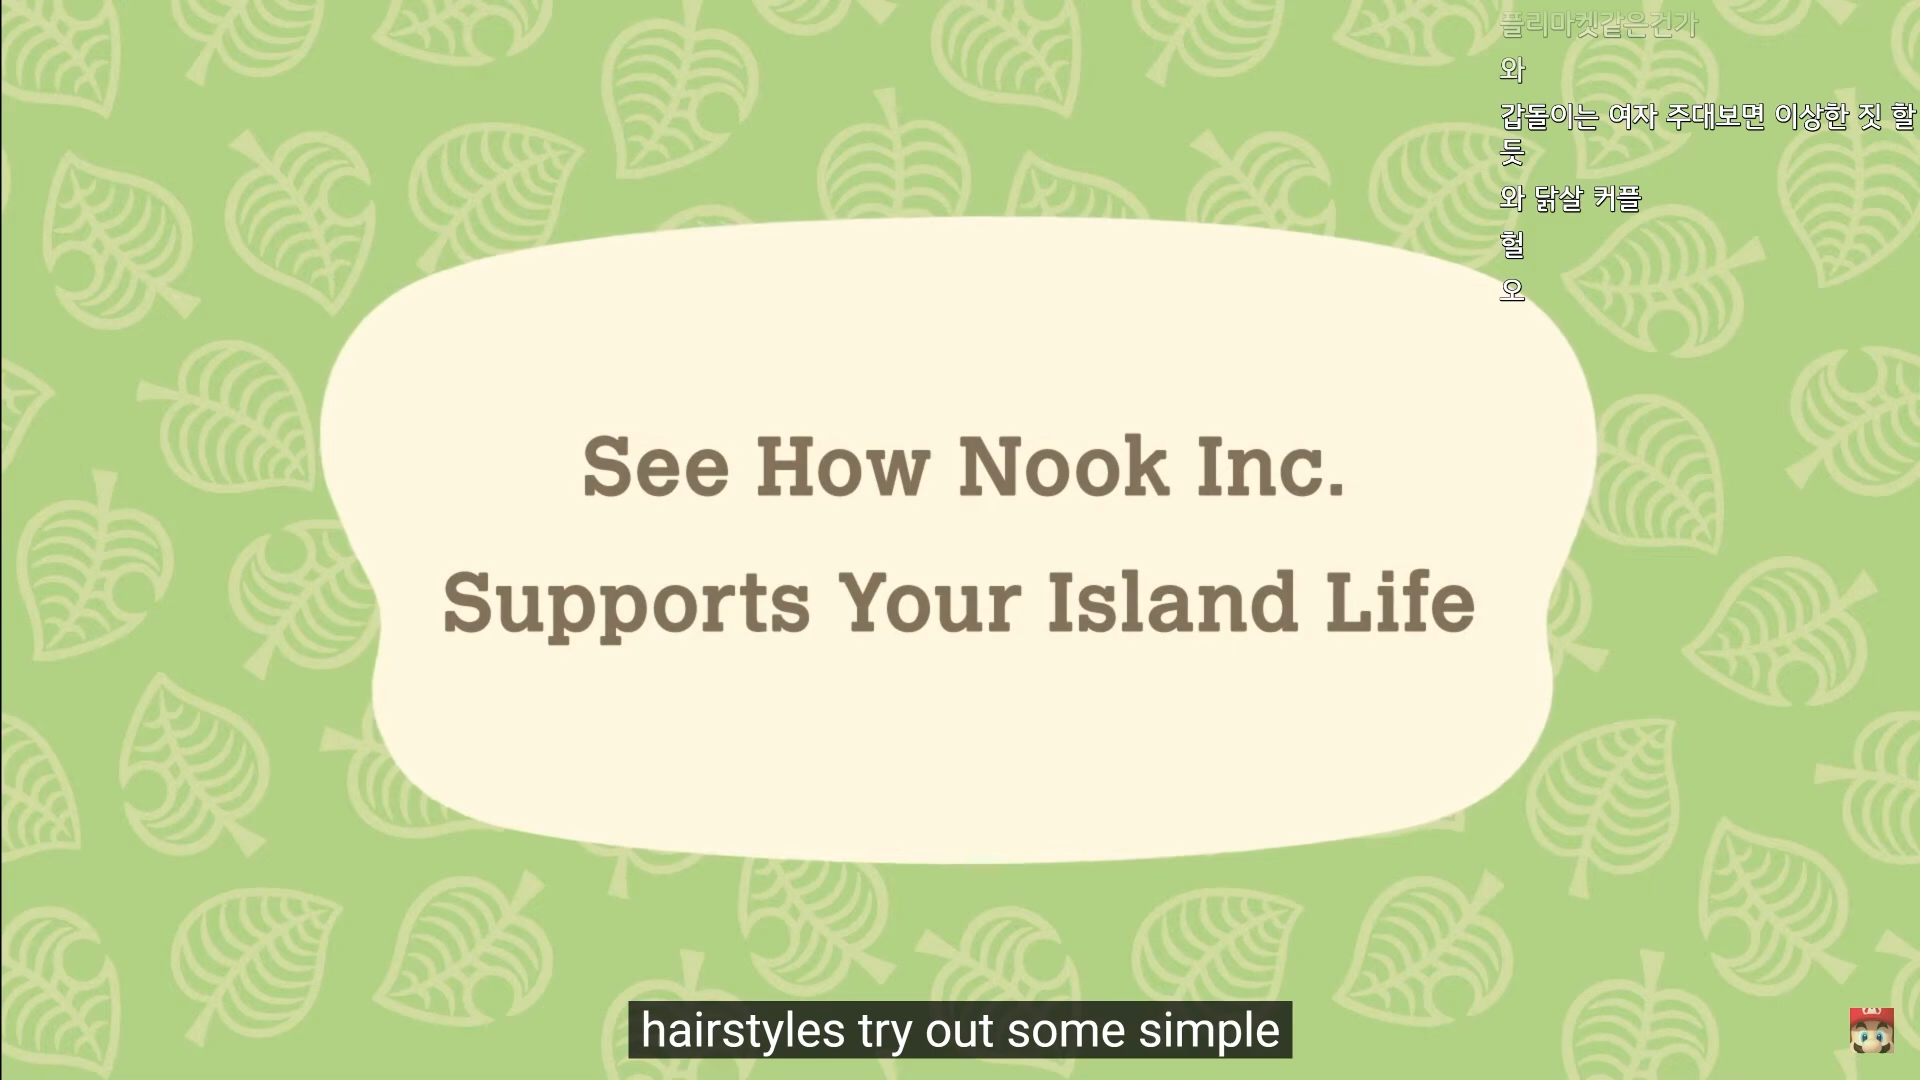 플리마켓같은건가
와
갑돌이는 여자 주대보면 이상한 짓 할
듯
와 닭살 커플
헐
오
See How Nook Inc.
Supports Your Island Life
hairstyles try out some simple